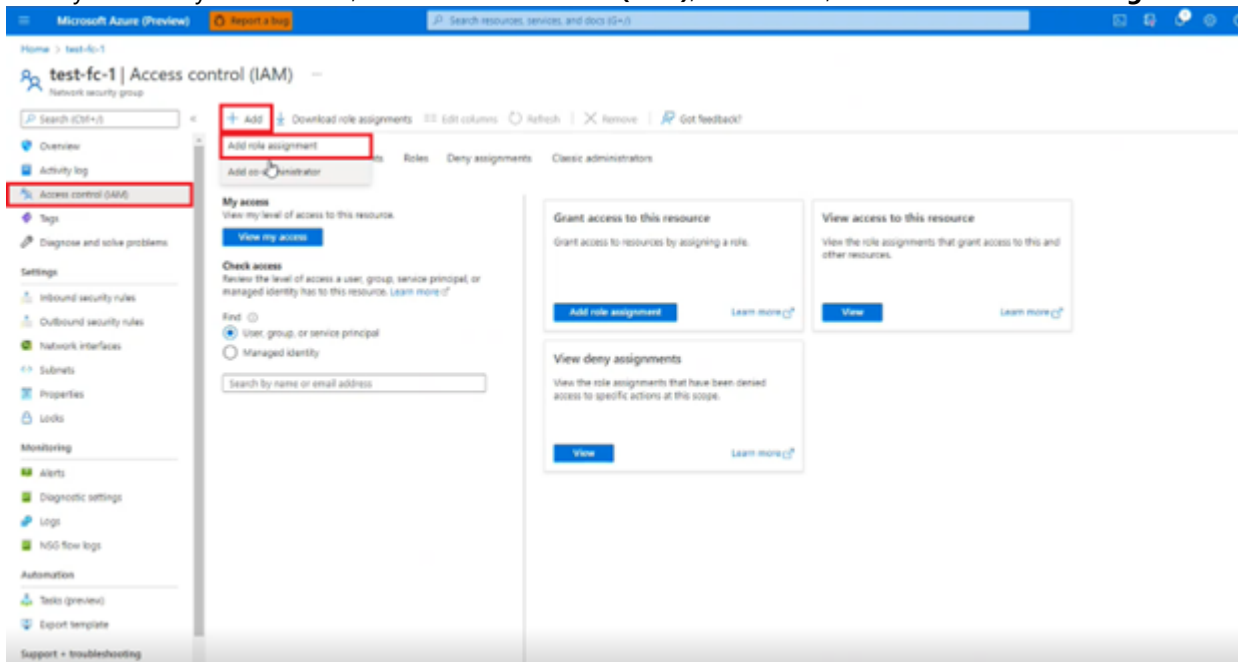 Microsoft Azure (Preview)
Report a bug
Search resources, services, and docs (G+/)
Home > test-fc-1
test-fc-1 | Access control (IAM)
Network security group
Search (Ctrl+/)
+ Add
Download role assignments
Edit columns
Refresh
Remove
Got feedback?
Add role assignment
Add co-administrator
Roles
Deny assignments
Classic administrators
Overview
Activity log
Access control (IAM)
Tags
Diagnose and solve problems
Settings
Inbound security rules
Outbound security rules
Network interfaces
Subnets
Properties
Locks
Monitoring
Alerts
Diagnostic settings
Logs
NSG flow logs
Automation
Tasks (preview)
Export template
Support + troubleshooting
My access
View my level of access to this resource.
View my access
Check access
Review the level of access a user, group, service principal, or
managed identity has to this resource. Learn more
Find
User, group, or service principal
Managed identity
Search by name or email address
Grant access to this resource
Grant access to resources by assigning a role.
Add role assignment
Learn more
View access to this resource
View the role assignments that grant access to this and
other resources.
View
Learn more
View deny assignments
View the role assignments that have been denied
access to specific actions at this scope.
View
Learn more